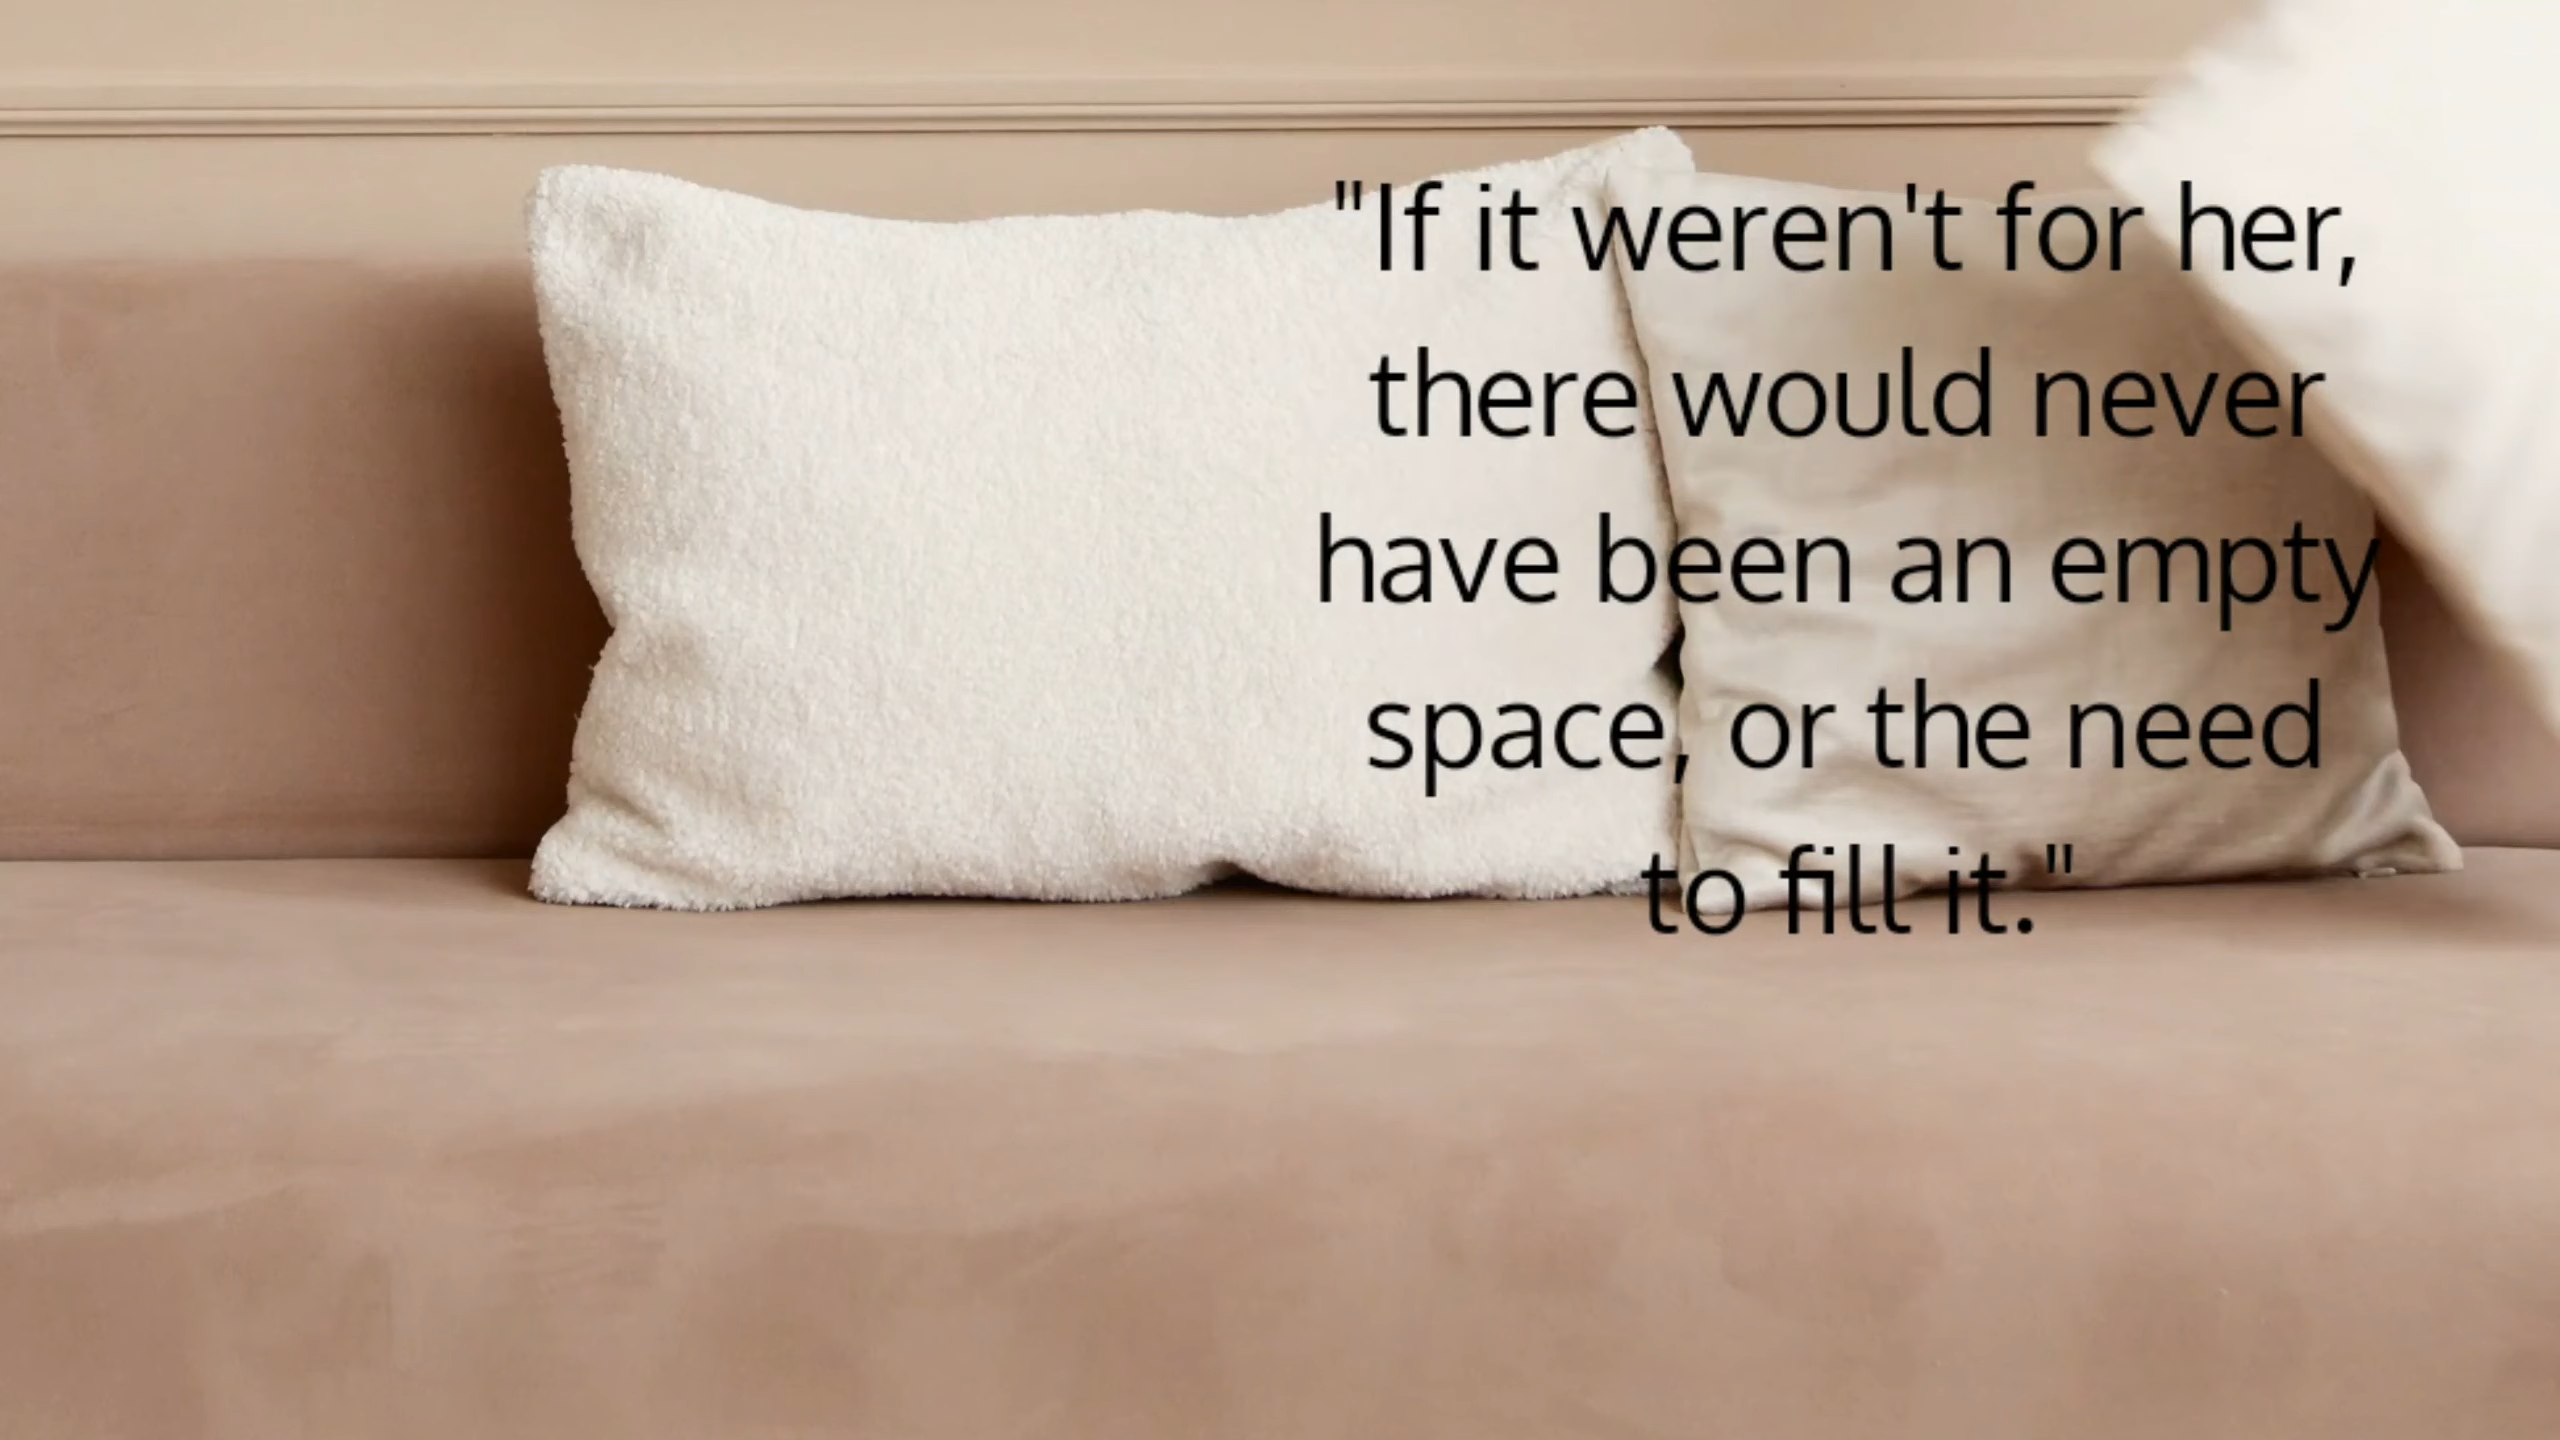 "If it weren't for her,
there would never
have been an empty
space, or the need
to fill it."